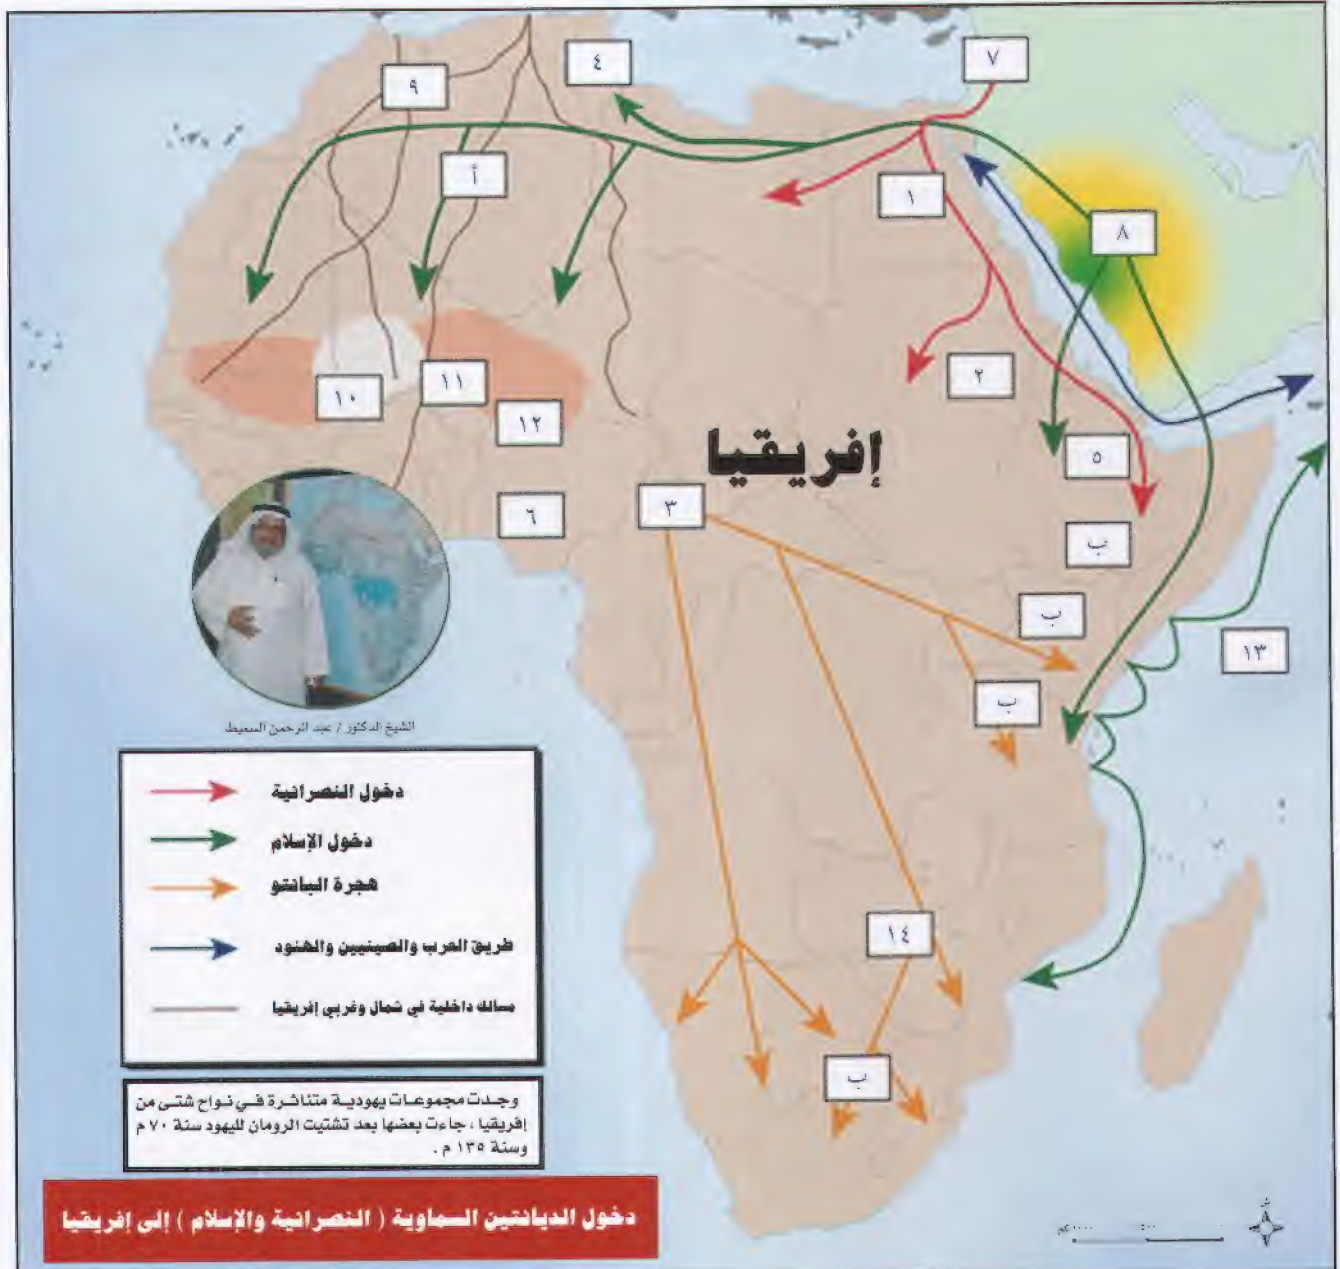 ٧
٤
٩
أ
١
٨
٢
١١
١٠
١٢
إفريقيا
٥
٣
٦
ب
ب
١٣
ب
الشيخ الدكتور / عبد الرحمن السميط
دخول النصرانية
دخول الإسلام
هجرة البانتو
طريق العرب والصينيين والهنود
مسالك داخلية في شمال وغربي إفريقيا
١٤
ب
وجدت مجموعات يهودية متناثرة في نواح شتى من
إفريقيا ، جاءت بعضها بعد تشتيت الرومان لليهود سنة ٧٠ م
وسنة ١٣٥ م .
دخول الديانتين السماوية ( النصرانية والإسلام ) إلى إفريقيا
ش